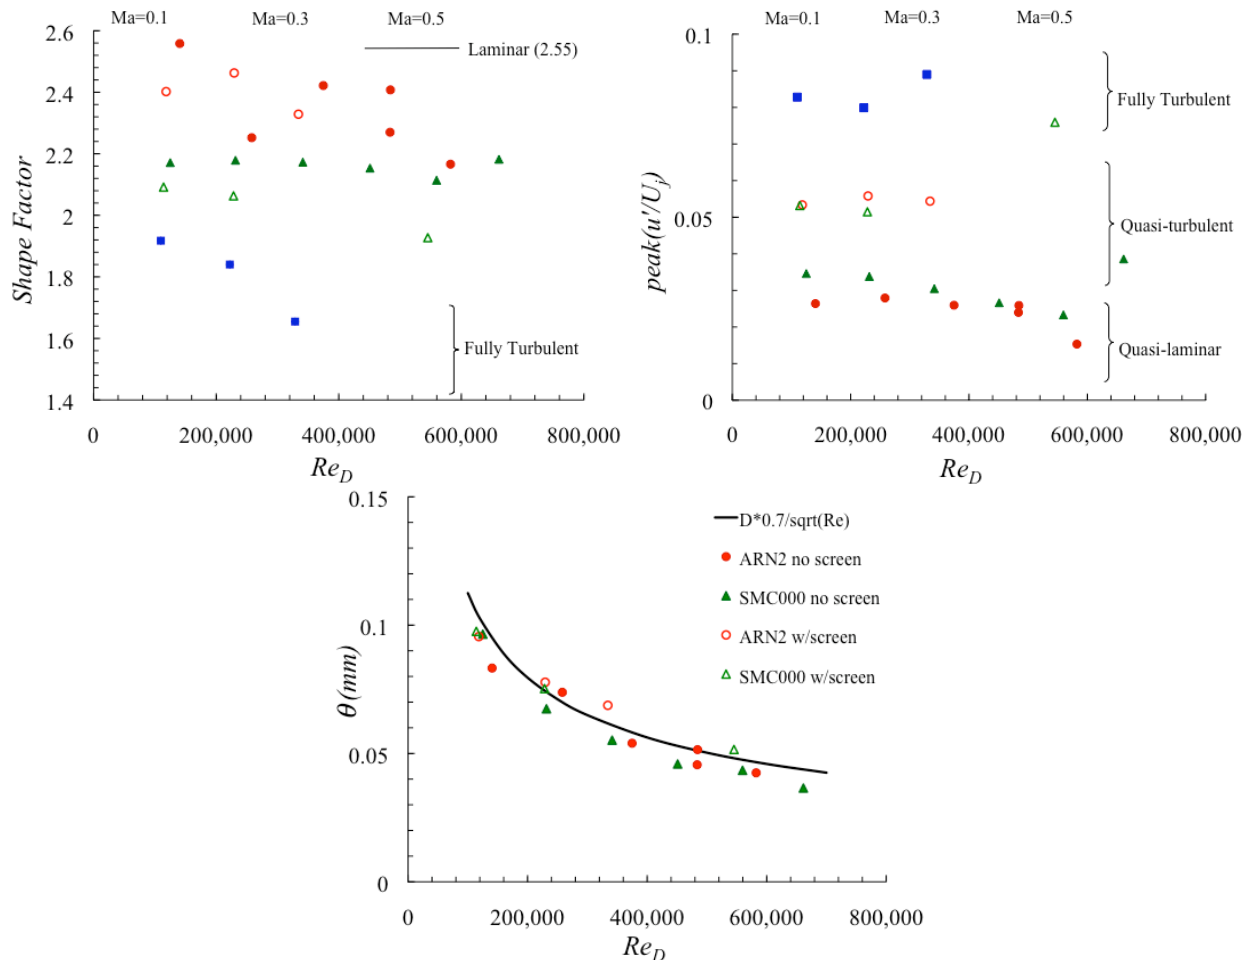 Ma=0.1 Ma=0.3 Ma=0.5
2.6
2.4
2.2
2
1.8
1.6
1.4
Shape Factor
Laminar (2.55)
Fully Turbulent
0 200,000 400,000 600,000 800,000
Re_D
Ma=0.1 Ma=0.3 Ma=0.5
0.1
0.05
0
peak(u'/U_j)
Fully Turbulent
Quasi-turbulent
Quasi-laminar
0 200,000 400,000 600,000 800,000
Re_D
0.15
0.1
0.05
0
θ(mm)
D*0.7/sqrt(Re)
ARN2 no screen
SMC000 no screen
ARN2 w/screen
SMC000 w/screen
0 200,000 400,000 600,000 800,000
Re_D